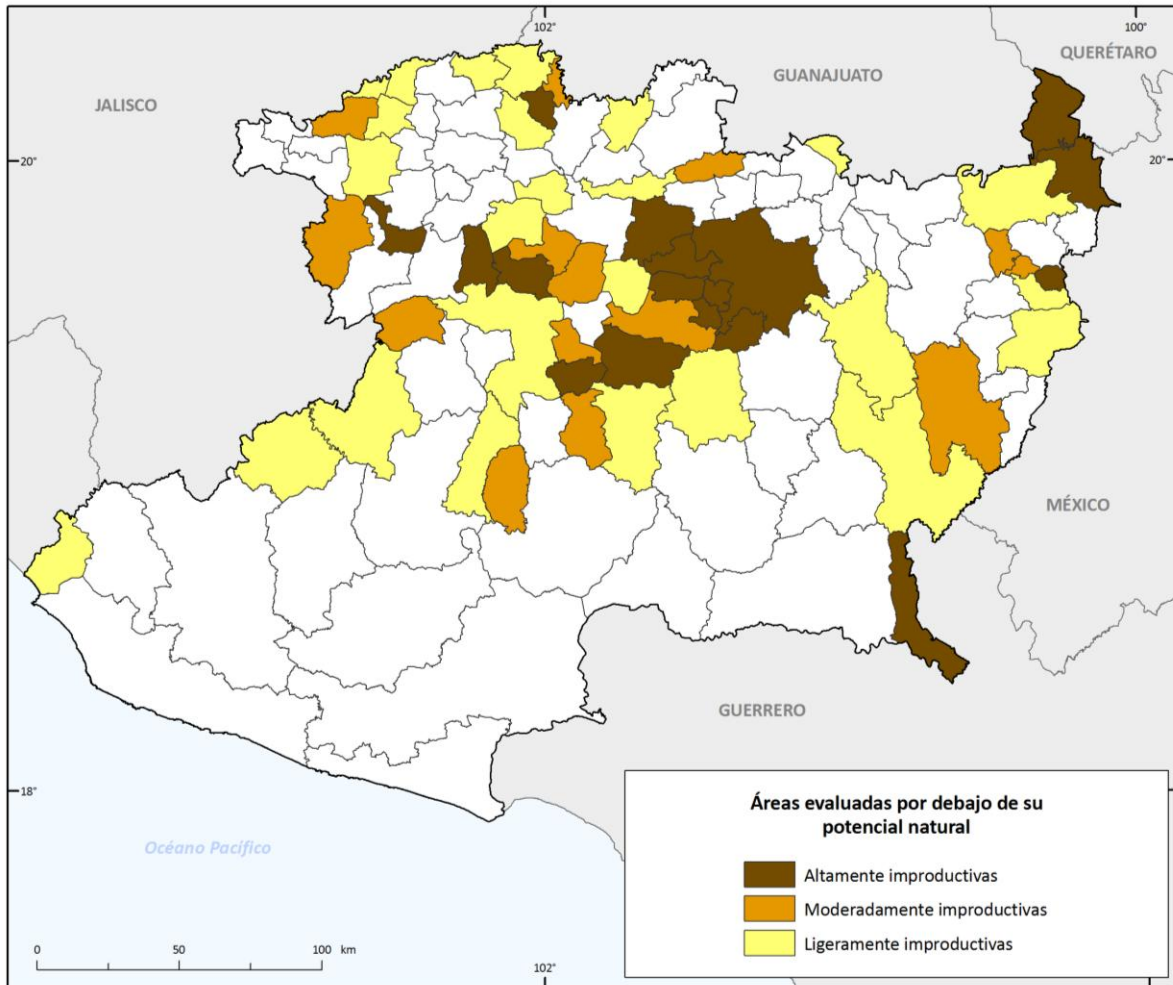 102°
100°
QUERÉTARO
GUANAJUATO
JALISCO
20°
20°
MÉXICO
GUERRERO
18°
Océano Pacífico
Áreas evaluadas por debajo de su
potencial natural
Altamente improductivas
Moderadamente improductivas
Ligeramente improductivas
0 50 100 km
102°